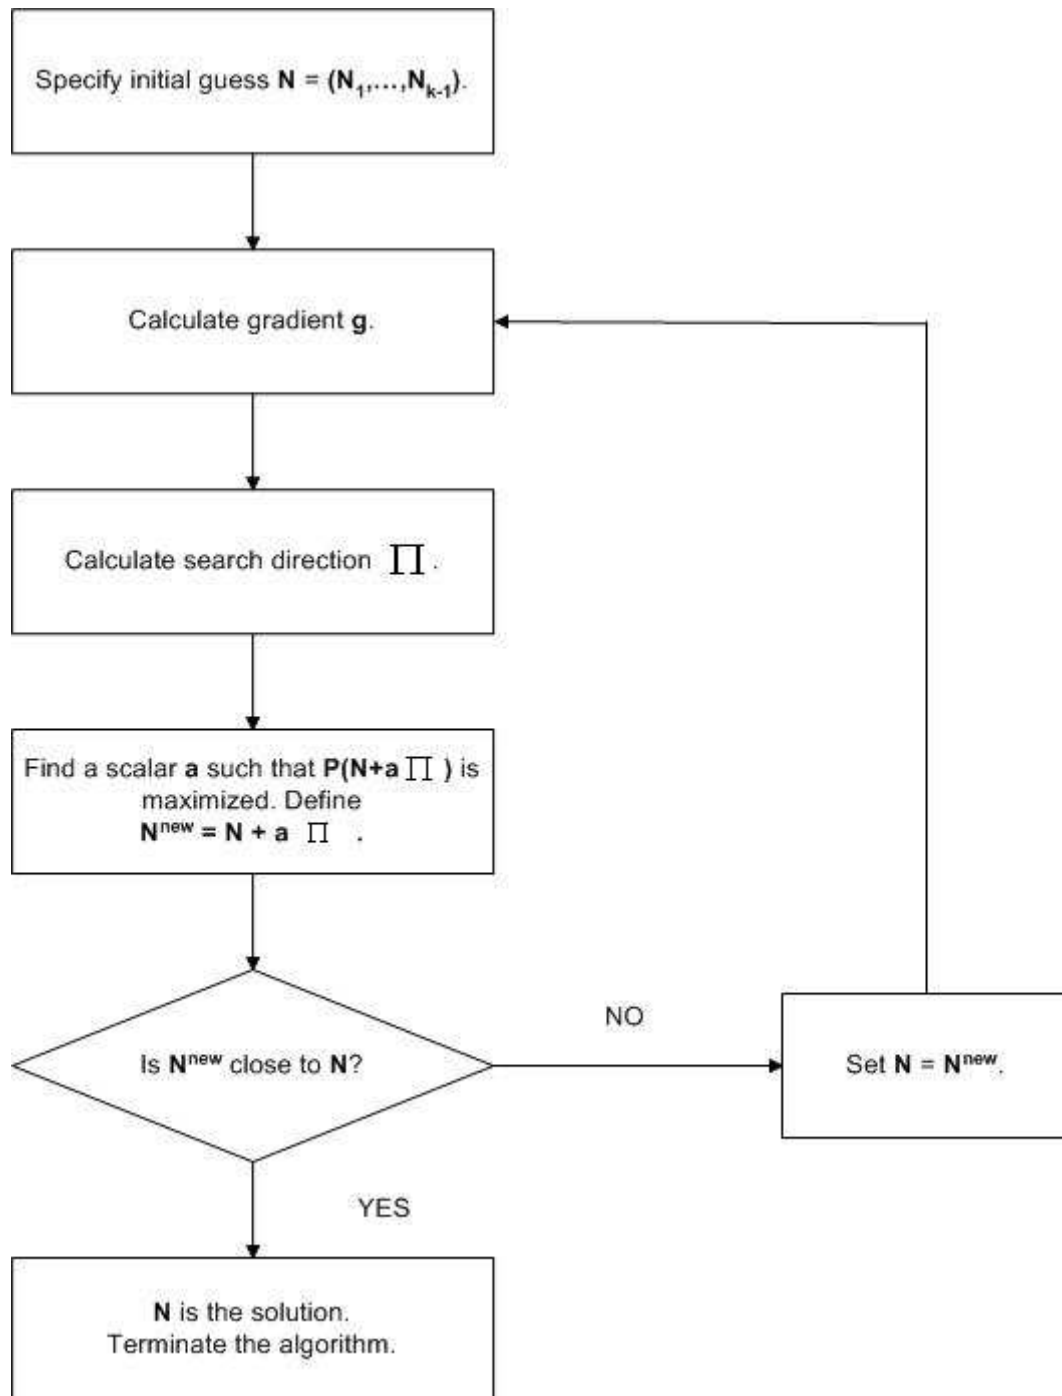 Specify initial guess N = (N1,...,Nk-1).
Calculate gradient g.
Calculate search direction ∏.
Find a scalar a such that P(N+a∏) is
maximized. Define
Nnew = N + a ∏ .
Is Nnew close to N?
NO
Set N = Nnew.
YES
N is the solution.
Terminate the algorithm.